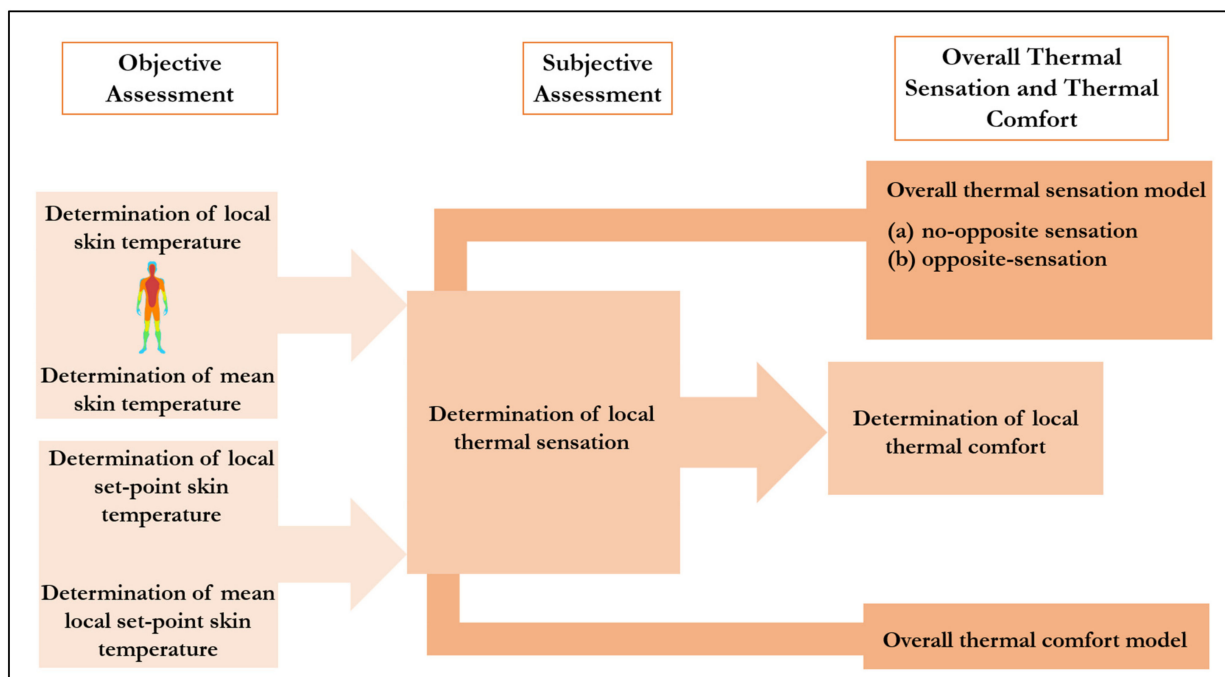 Objective
Assessment
Subjective
Assessment
Overall Thermal
Sensation and Thermal
Comfort
Determination of local
skin temperature
Determination of mean
skin temperature
Determination of local
set-point skin
temperature
Determination of mean
local set-point skin
temperature
Determination of local
thermal sensation
Overall thermal sensation model
(a) no-opposite sensation
(b) opposite-sensation
Determination of local
thermal comfort
Overall thermal comfort model